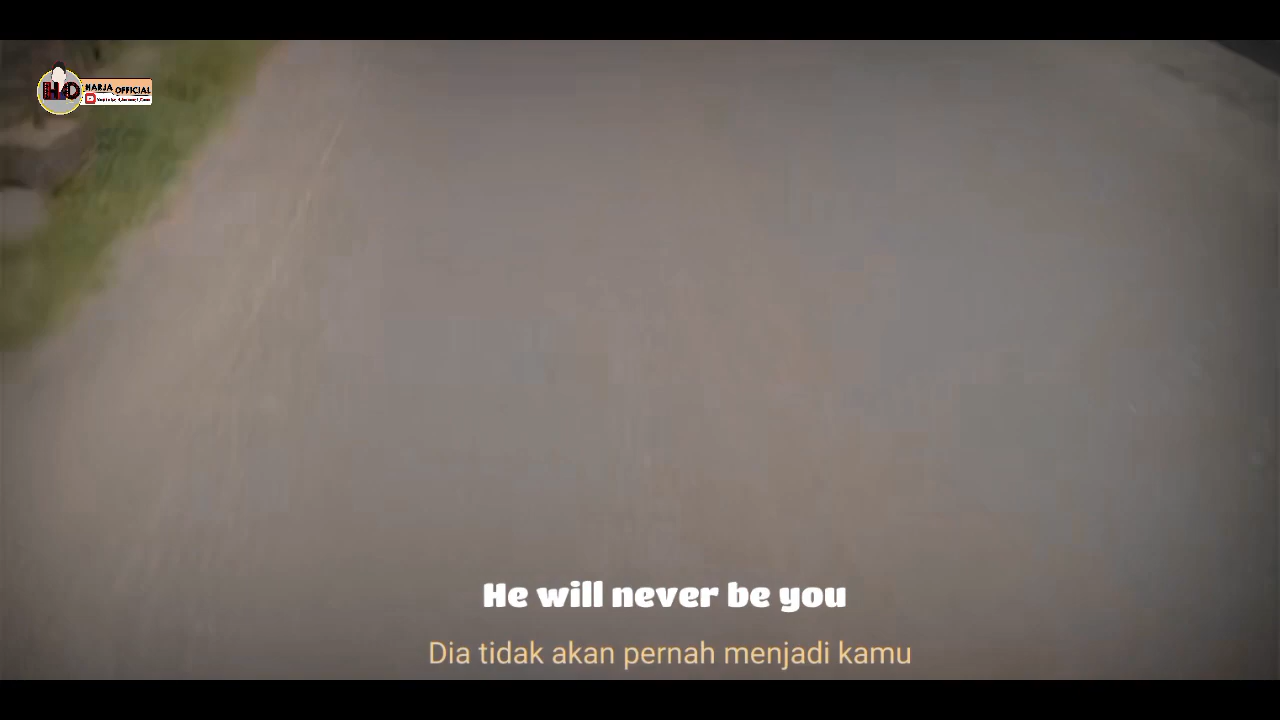 HARJA OFFICIAL
He will never be you
Dia tidak akan pernah menjadi kamu